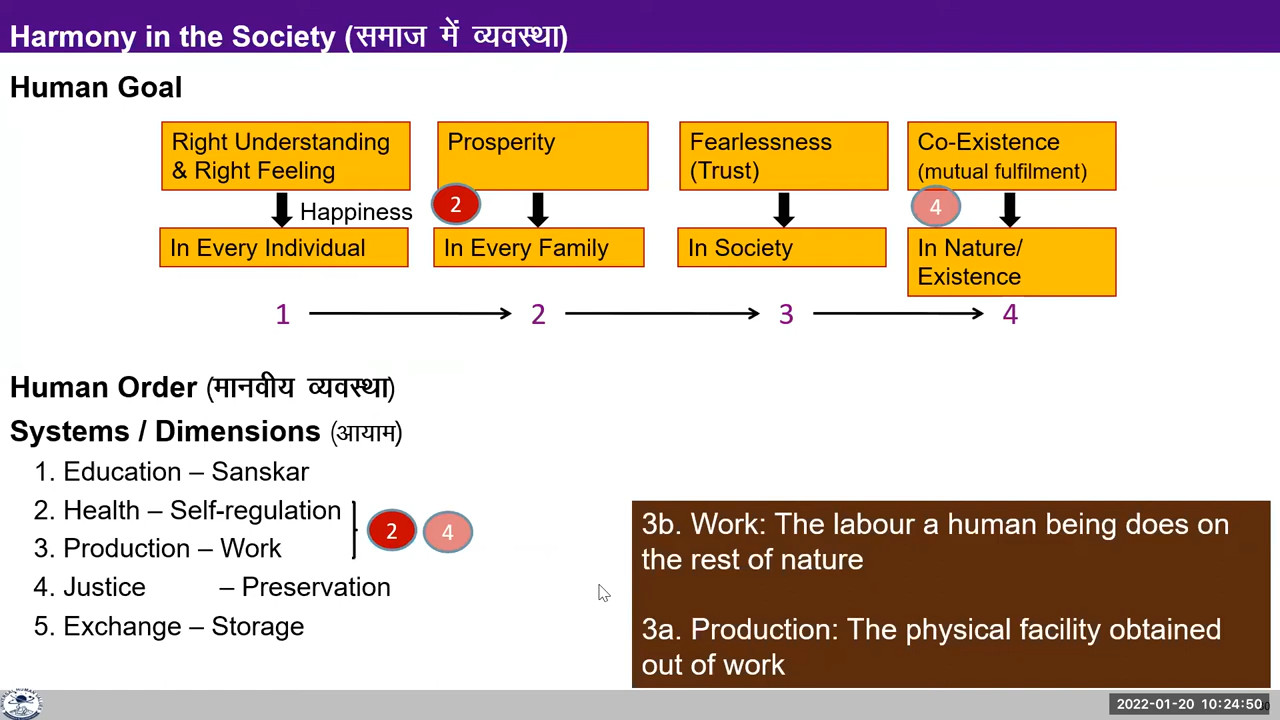 Harmony in the Society (समाज में व्यवस्था)
Human Goal
Right Understanding
& Right Feeling
Prosperity
Fearlessness
(Trust)
Co-Existence
(mutual fulfilment)
Happiness
2
4
In Every Individual
In Every Family
In Society
In Nature/
Existence
1
2
3
4
Human Order (मानवीय व्यवस्था)
Systems / Dimensions (आयाम)
1. Education – Sanskar
2. Health – Self-regulation
3. Production – Work
2
4
4. Justice – Preservation
5. Exchange – Storage
3b. Work: The labour a human being does on
the rest of nature
3a. Production: The physical facility obtained
out of work
2022-01-20 10:24:50